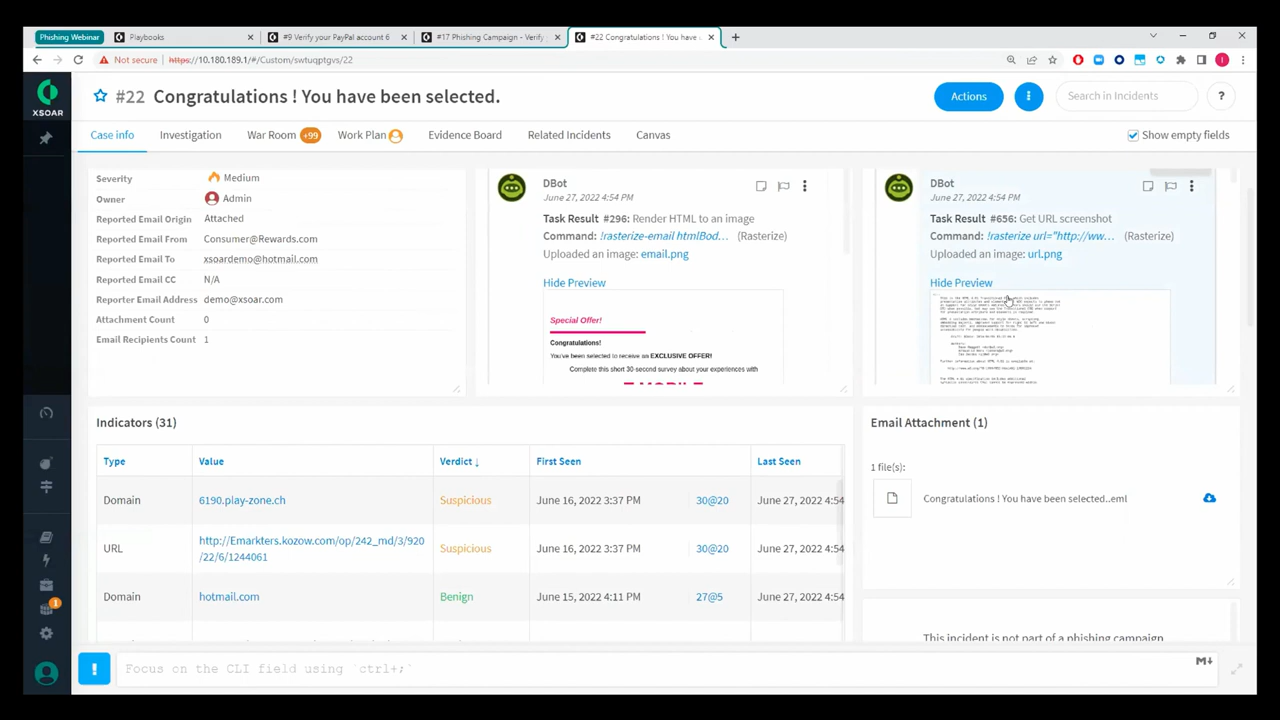 Phishing Webinar
Playbooks
#9 Verify your PayPal account 6
#17 Phishing Campaign - Verify
#22 Congratulations ! You have
Not secure
https://10.180.189.1/#/Custom/swtuqptgvs/22
XSOAR
#22 Congratulations ! You have been selected.
Actions
Search in Incidents
?
Case info
Investigation
War Room +99
Work Plan
Evidence Board
Related Incidents
Canvas
Show empty fields
Severity Medium
Owner Admin
Reported Email Origin Attached
Reported Email From Consumer@Rewards.com
Reported Email To xsoardemo@hotmail.com
Reported Email CC N/A
Reporter Email Address demo@xsoar.com
Attachment Count 0
Email Recipients Count 1
DBot
June 27, 2022 4:54 PM
Task Result #296: Render HTML to an image
Command: !rasterize-email htmlBod... (Rasterize)
Uploaded an image: email.png
Hide Preview
Special Offer!
Congratulations!
You've been selected to receive an EXCLUSIVE OFFER!
Complete this short 30-second survey about your experiences with
DBot
June 27, 2022 4:54 PM
Task Result #656: Get URL screenshot
Command: !rasterize url="http://ww... (Rasterize)
Uploaded an image: url.png
Hide Preview
Indicators (31)
Type Value Verdict ↓ First Seen Last Seen
Domain 6190.play-zone.ch Suspicious June 16, 2022 3:37 PM 30@20 June 27, 2022 4:54
URL http://Emarkters.kozow.com/op/242_md/3/920 Suspicious June 16, 2022 3:37 PM 30@20 June 27, 2022 4:54
/22/6/1244061
Domain hotmail.com Benign June 15, 2022 4:11 PM 27@5 June 27, 2022 4:54
Email Attachment (1)
1 file(s):
Congratulations ! You have been selected..eml
This incident is not part of a phishing campaign
1
! Focus on the CLI field using `ctrl+;`
M↓